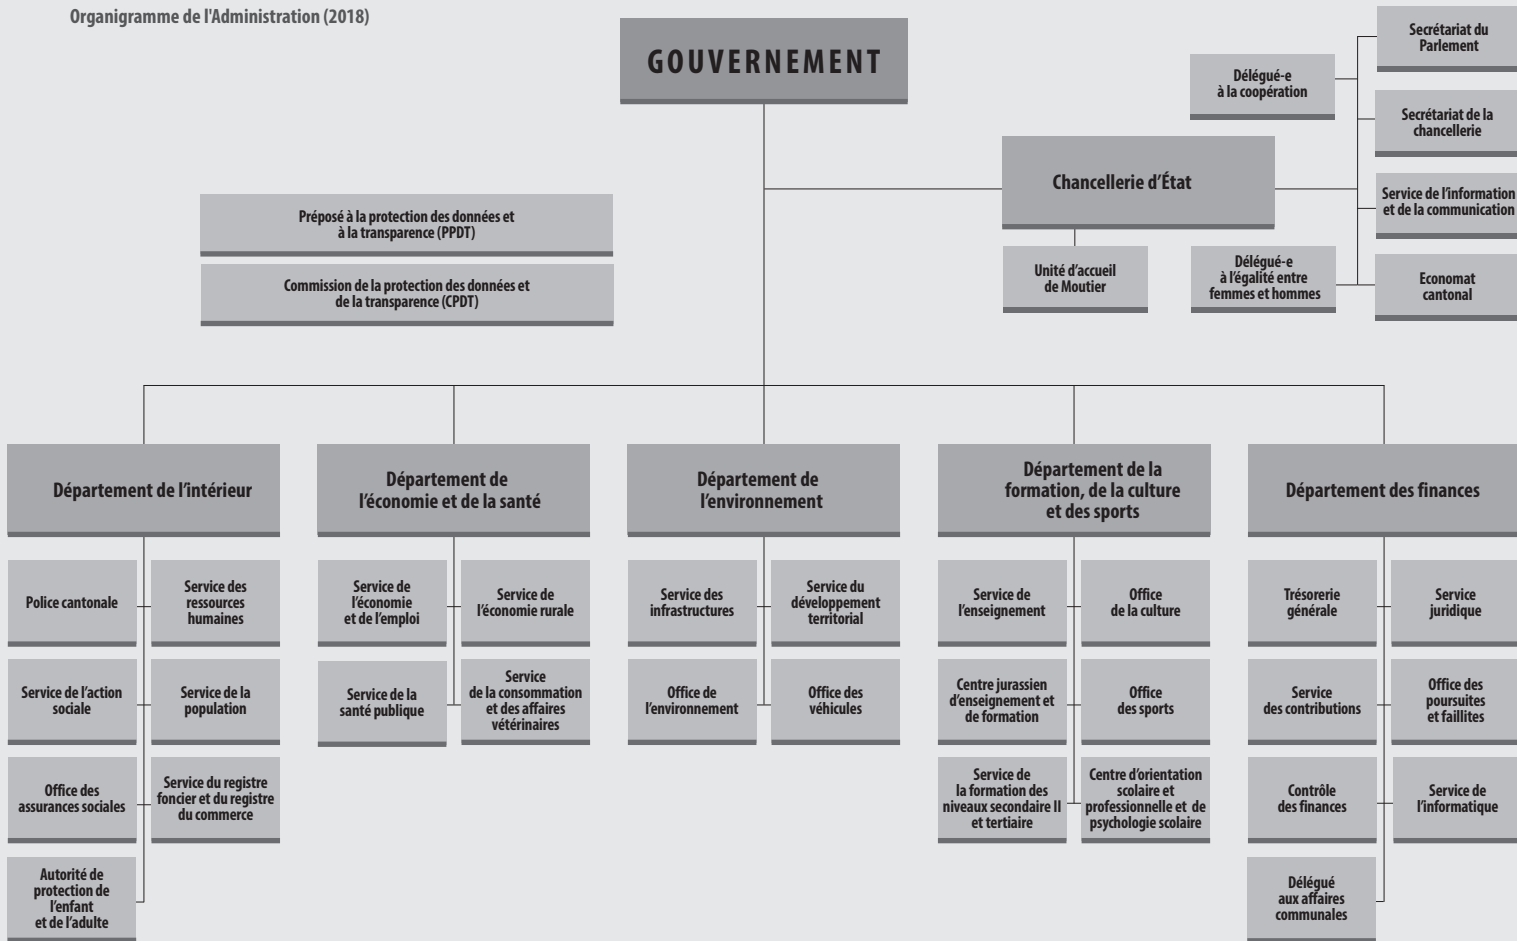 Organigramme de l'Administration (2018)
GOUVERNEMENT
Secrétariat du
Parlement
Délégué-e
à la coopération
Secrétariat de la
chancellerie
Chancellerie d'État
Service de l'information
et de la communication
Préposé à la protection des données et
à la transparence (PPDT)
Commission de la protection des données et
de la transparence (CPDT)
Unité d'accueil
de Moutier
Délégué-e
à l'égalité entre
femmes et hommes
Economat
cantonal
Département de l'intérieur
Département de
l'économie et de la santé
Département de
l'environnement
Département de la
formation, de la culture
et des sports
Département des finances
Police cantonale
Service des
ressources
humaines
Service de l'action
sociale
Service de la
population
Office des
assurances sociales
Service du registre
foncier et du registre
du commerce
Autorité de
protection de
l'enfant
et de l'adulte
Service de
l'économie
et de l'emploi
Service de
l'économie rurale
Service de la
santé publique
Service
de la consommation
et des affaires
vétérinaires
Service des
infrastructures
Service du
développement
territorial
Office de
l'environnement
Office des
véhicules
Service de
l'enseignement
Office
de la culture
Centre jurassien
d'enseignement et
de formation
Office
des sports
Service de
la formation des
niveaux secondaire II
et tertiaire
Centre d'orientation
scolaire et
professionnelle et de
psychologie scolaire
Trésorerie
générale
Service
juridique
Service
des contributions
Office des
poursuites
et faillites
Contrôle
des finances
Service de
l'informatique
Délégué
aux affaires
communales